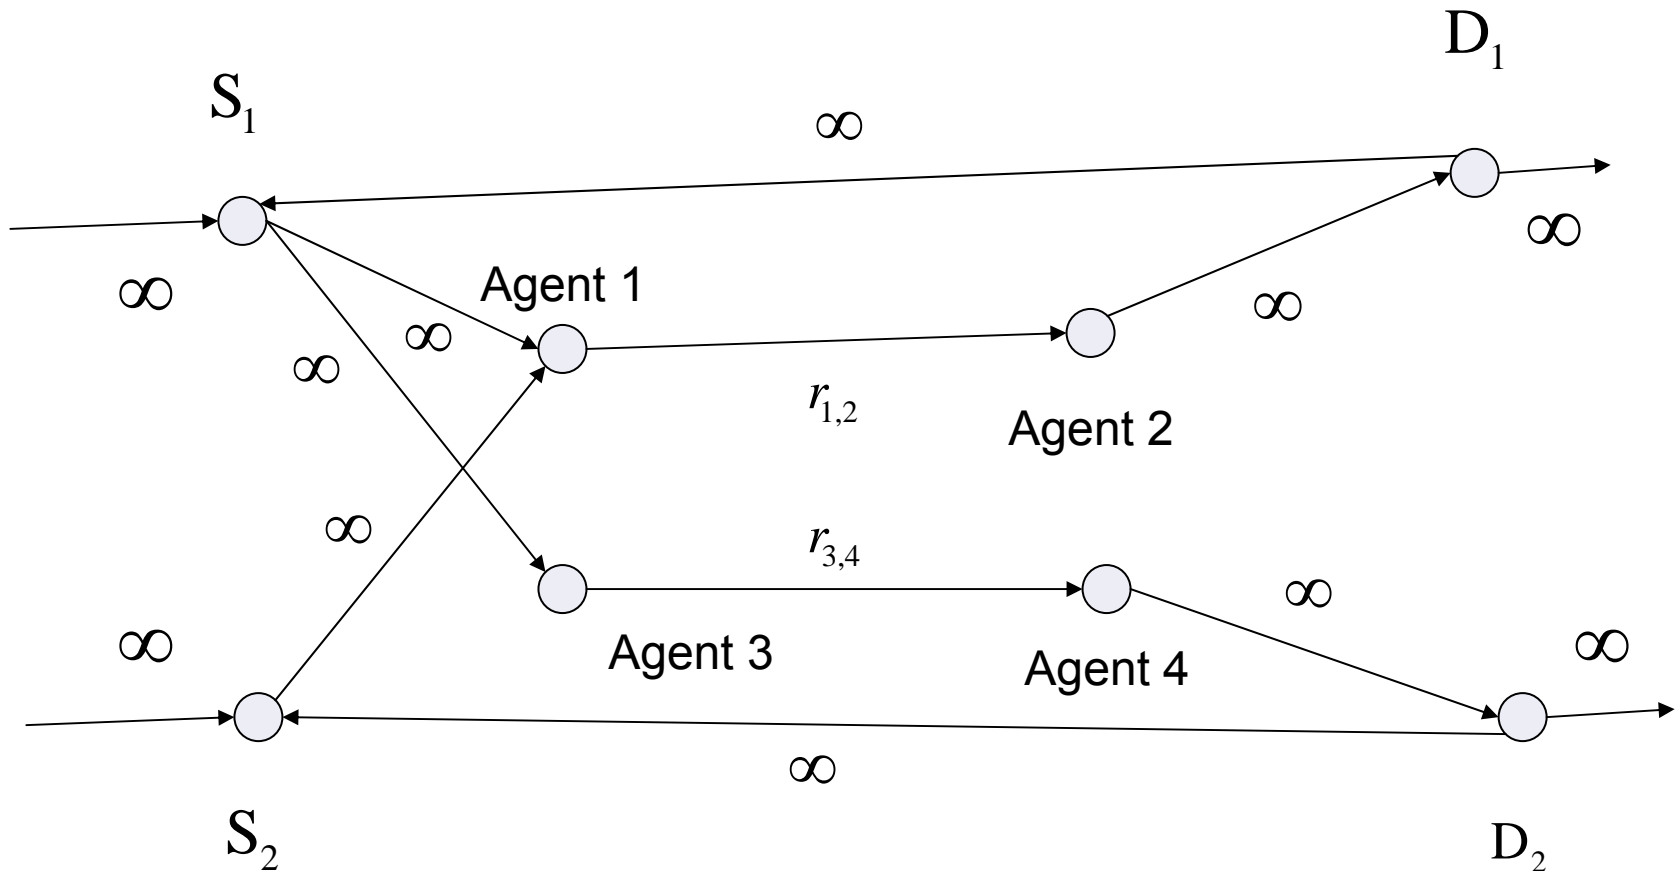 D₁
S₁
∞
∞
∞
Agent 1
∞
∞
∞
r₁,₂
Agent 2
∞
r₃,₄
∞
∞
∞
Agent 3
Agent 4
∞
S₂
D₂